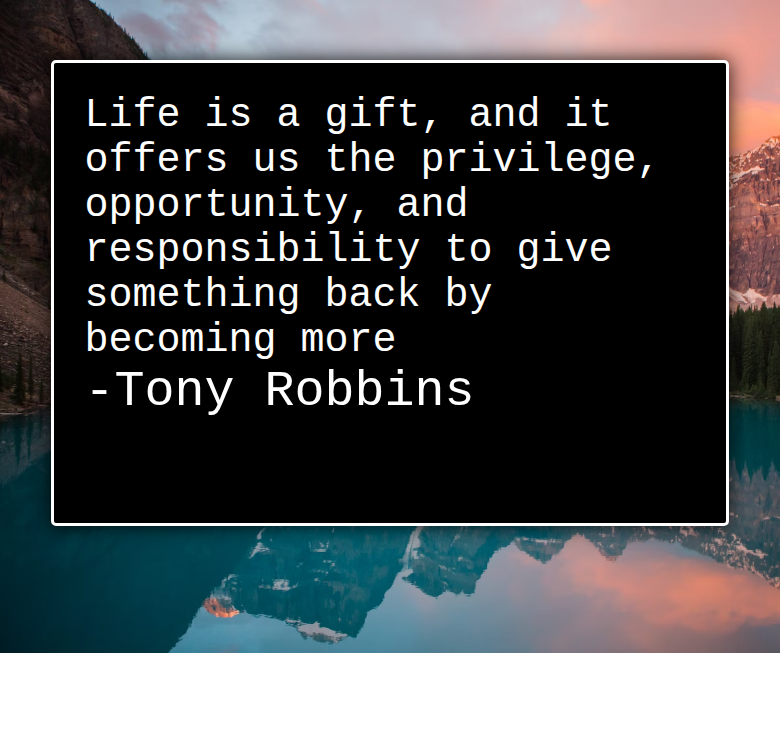 Life is a gift, and it
offers us the privilege,
opportunity, and
responsibility to give
something back by
becoming more
-Tony Robbins